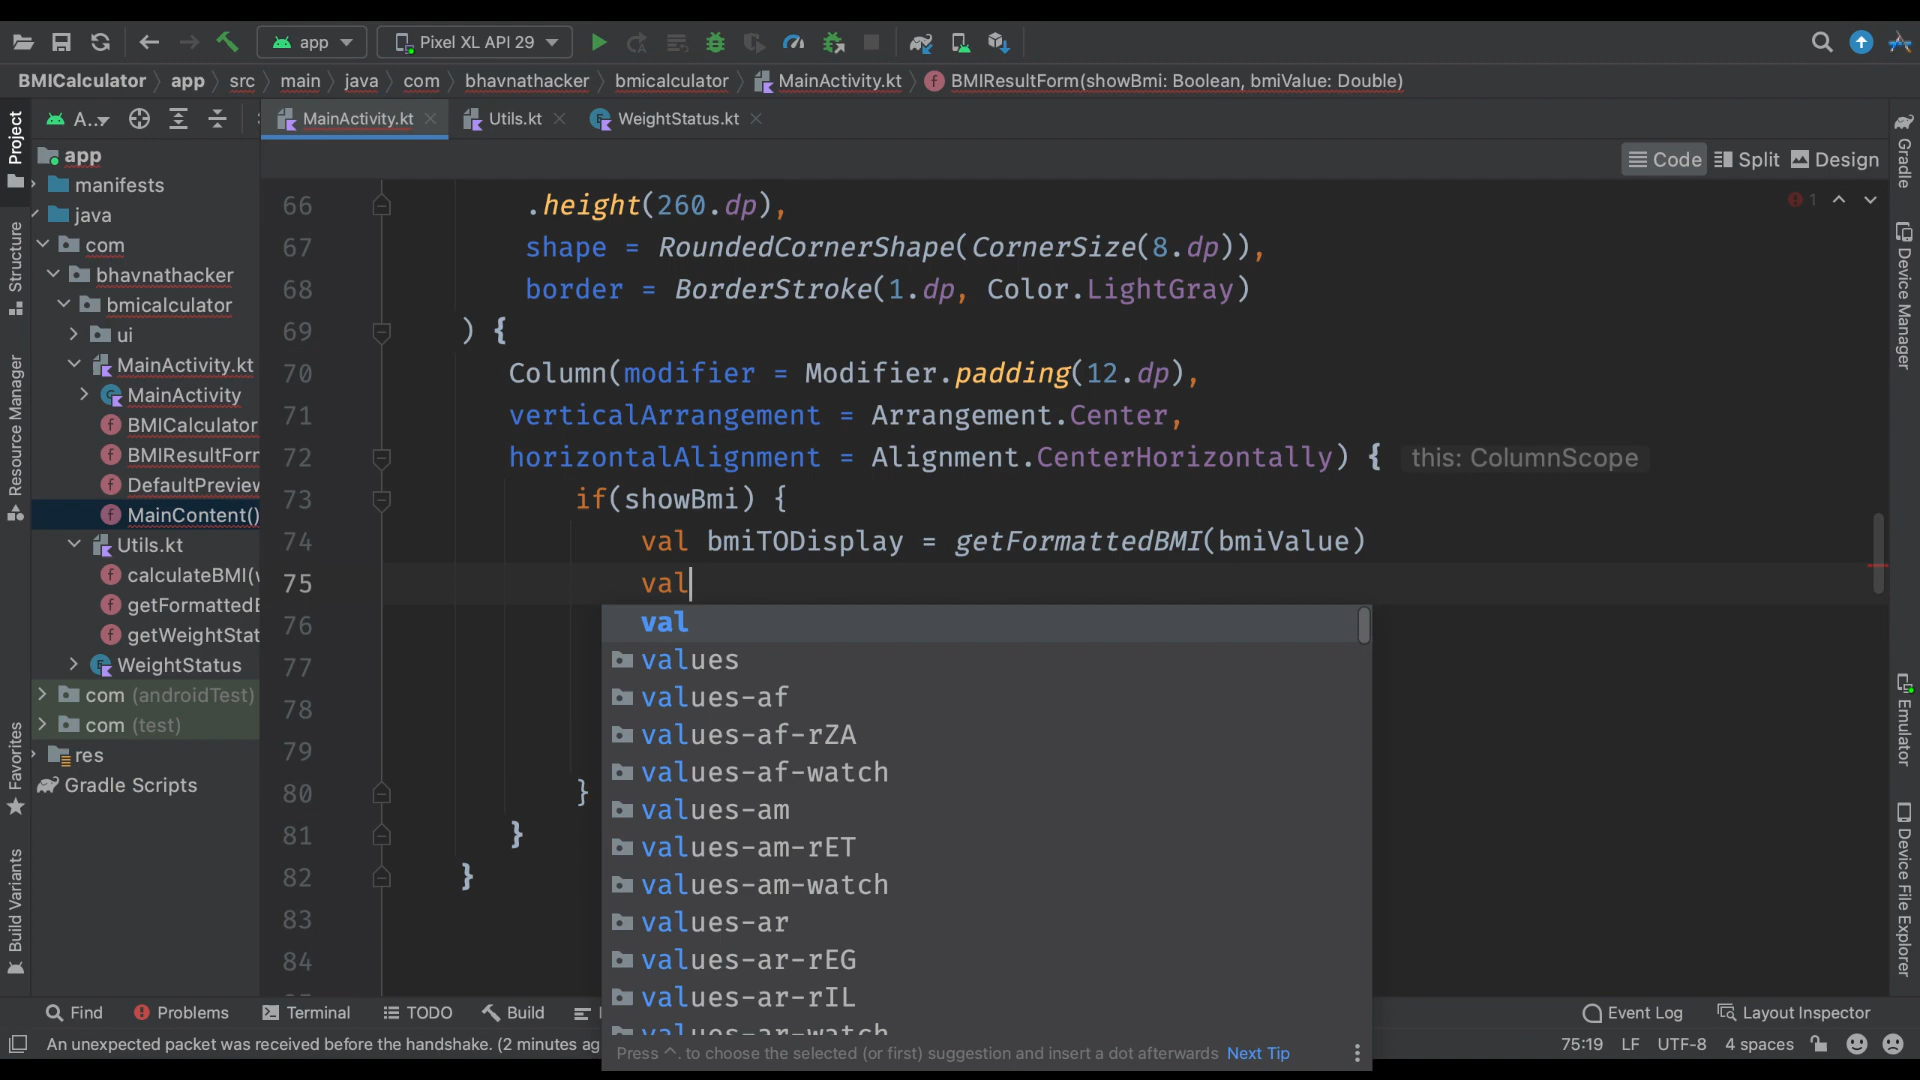 app
Pixel XL API 29
BMICalculator app src main java com bhavnathacker bmicalculator MainActivity.kt BMIResultForm(showBmi: Boolean, bmiValue: Double)
A..
MainActivity.kt
Utils.kt
WeightStatus.kt
Code
Split
Design
Project
Structure
Resource Manager
Favorites
Build Variants
app
manifests
java
com
bhavnathacker
bmicalculator
ui
MainActivity.kt
MainActivity
BMICalculator
BMIResultForr
DefaultPreview
MainContent()
Utils.kt
calculateBMI(v
getFormattedE
getWeightStat
WeightStatus
com (androidTest)
com (test)
res
Gradle Scripts
1
66 .height(260.dp),
67 shape = RoundedCornerShape(CornerSize(8.dp)),
68 border = BorderStroke(1.dp, Color.LightGray)
69 ) {
70 Column(modifier = Modifier.padding(12.dp),
71 verticalArrangement = Arrangement.Center,
72 horizontalAlignment = Alignment.CenterHorizontally) { this: ColumnScope
73 if(showBmi) {
74 val bmiTODisplay = getFormattedBMI(bmiValue)
75 val
76
77
78
79
80 }
81 }
82 }
83
84
val
values
values-af
values-af-rZA
values-af-watch
values-am
values-am-rET
values-am-watch
values-ar
values-ar-rEG
values-ar-rIL
values-ar-watch
Press ^. to choose the selected (or first) suggestion and insert a dot afterwards Next Tip
Gradle
Device Manager
Emulator
Device File Explorer
Find
Problems
Terminal
TODO
Build
Event Log
Layout Inspector
An unexpected packet was received before the handshake. (2 minutes ag
75:19 LF UTF-8 4 spaces